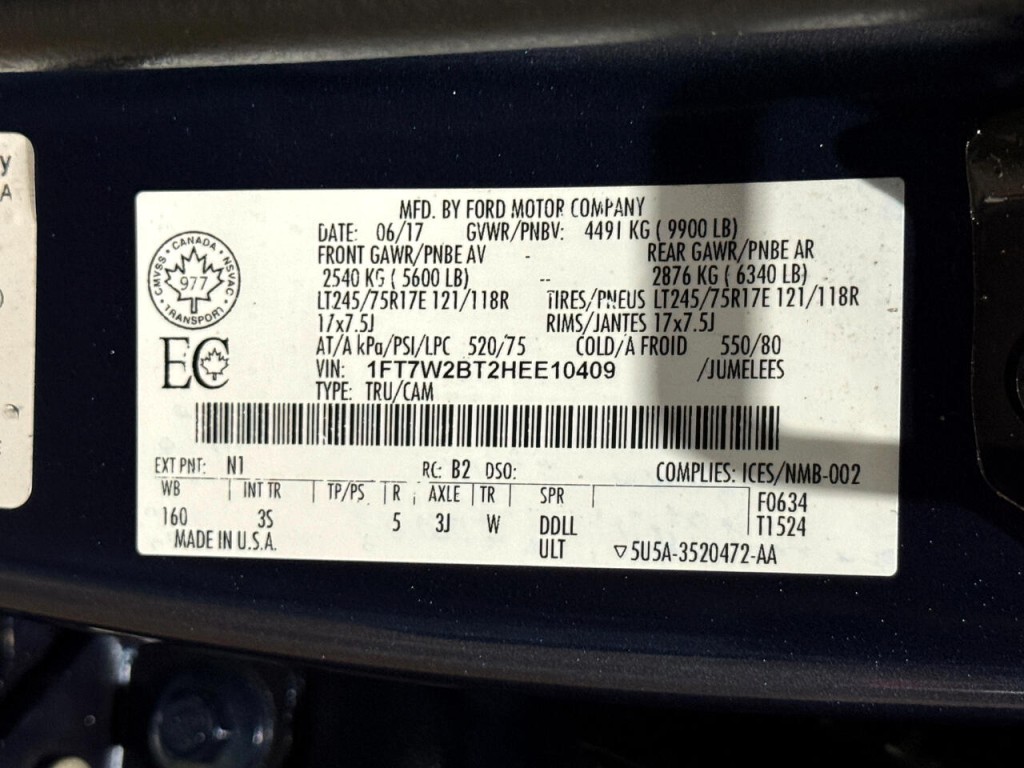 y
A
MFD. BY FORD MOTOR COMPANY
DATE: 06/17 GVWR/PNBV: 4491 KG ( 9900 LB)
FRONT GAWR/PNBE AV - REAR GAWR/PNBE AR
2540 KG ( 5600 LB) -- 2876 KG ( 6340 LB)
LT245/75R17E 121/118R TIRES/PNEUS LT245/75R17E 121/118R
17x7.5J RIMS/JANTES 17x7.5J
AT/A kPa/PSI/LPC 520/75 COLD/A FROID 550/80
VIN: 1FT7W2BT2HEE10409 /JUMELEES
TYPE: TRU/CAM
CANADA
CMVSS · NSVAC
977
TRANSPORT
EC
EXT PNT: N1 RC: B2 DSO: COMPLIES: ICES/NMB-002
WB | INT TR | TP/PS | R | AXLE | TR | SPR F0634
160 3S 5 3J W DDLL T1524
MADE IN U.S.A. ULT ▽5U5A-3520472-AA